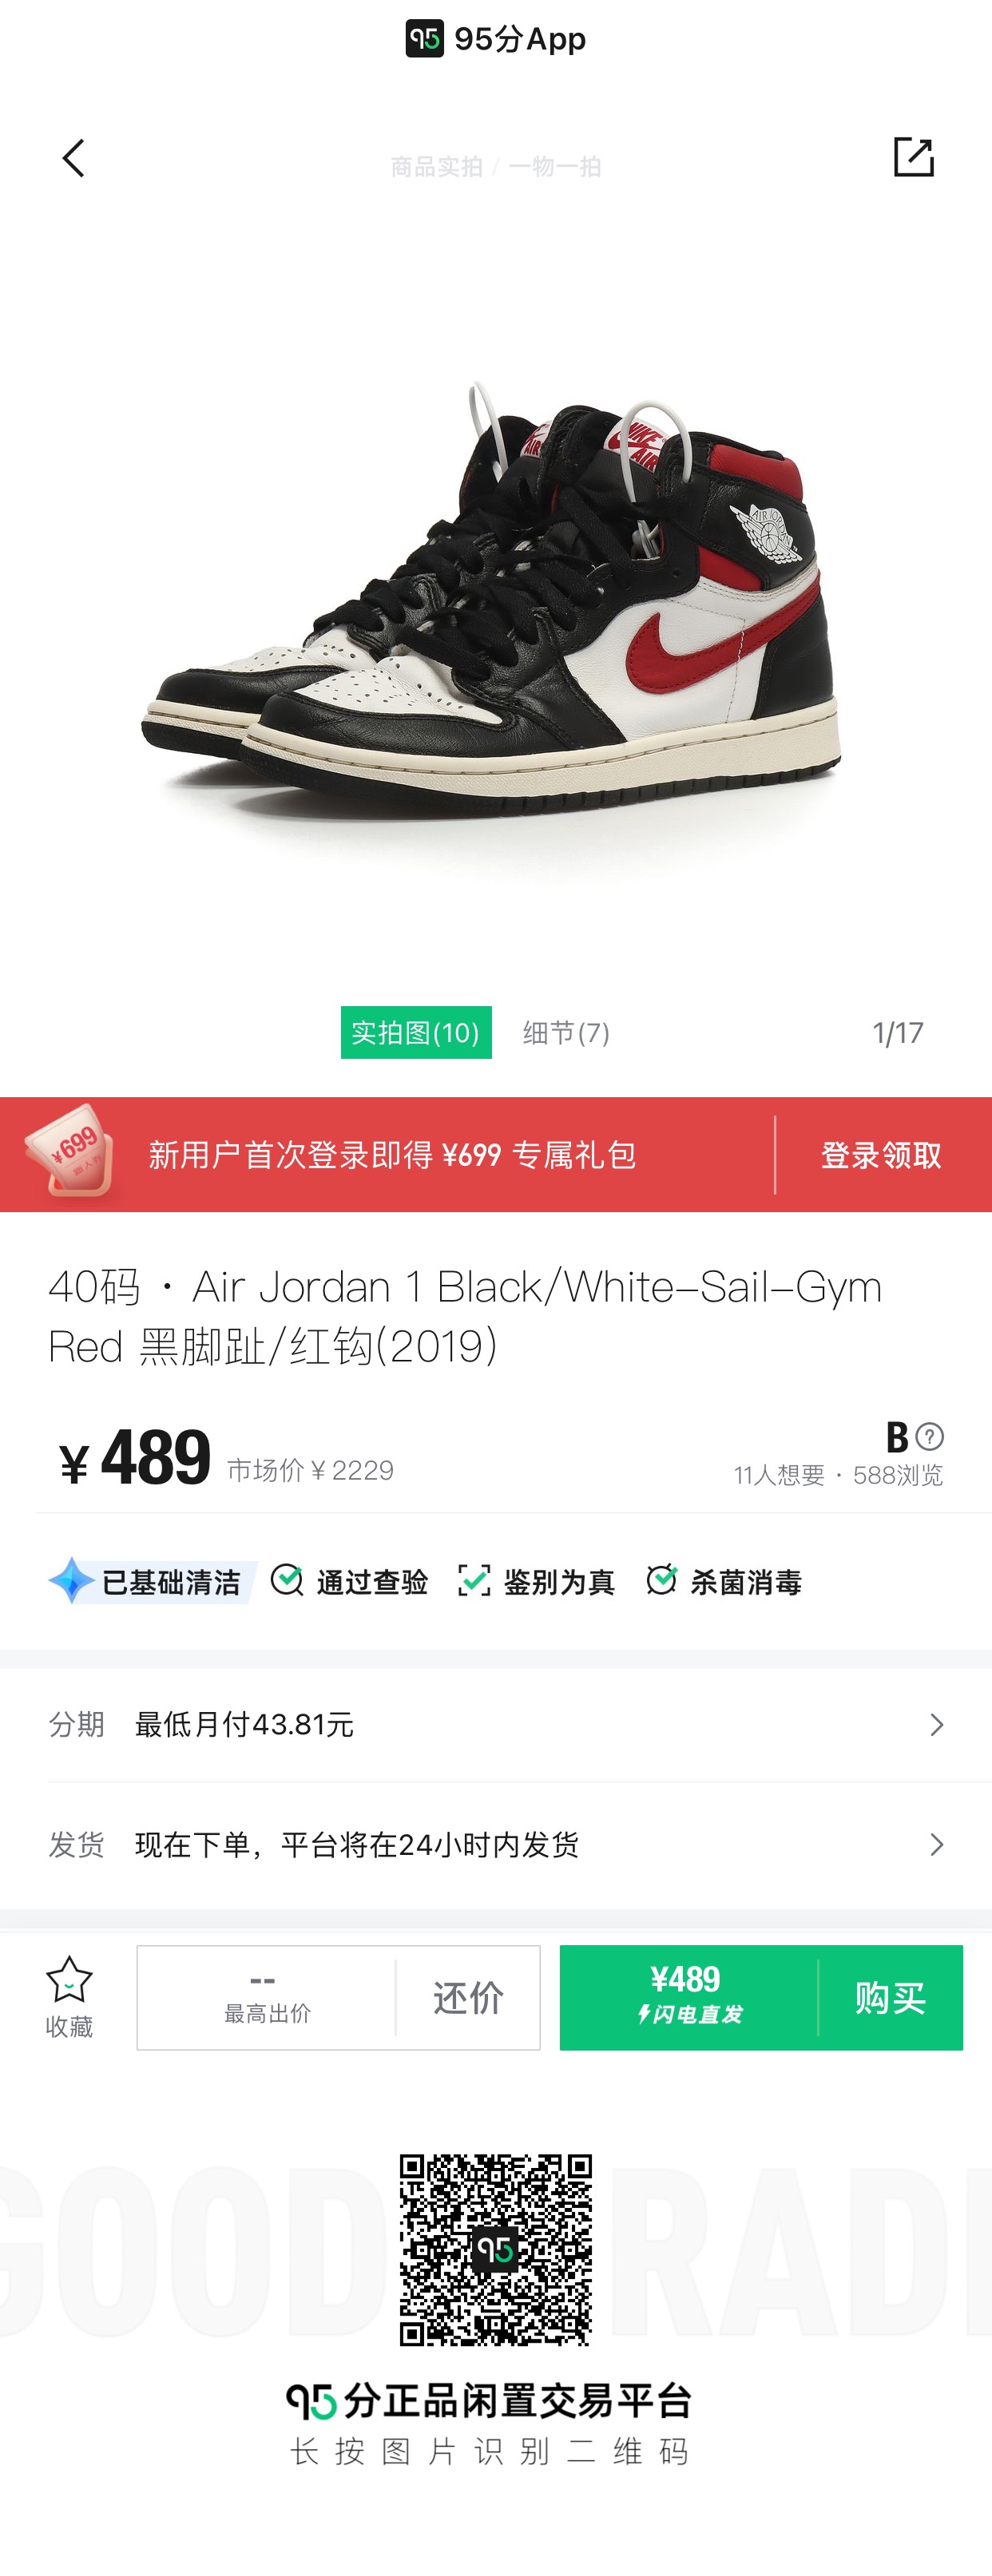 95分App
商品实拍 / 一物一拍
NIKE
AIR
NIKE
AIR
AIR JORDAN
实拍图(10) 细节(7) 1/17
¥699
新用户首次登录即得 ¥699 专属礼包 登录领取
40码 · Air Jordan 1 Black/White-Sail-Gym
Red 黑脚趾/红钩(2019)
¥ 489 市场价 ¥ 2229
B ?
11人想要 · 588浏览
已基础清洁 通过查验 鉴别为真 杀菌消毒
分期 最低月付43.81元
发货 现在下单，平台将在24小时内发货
收藏
--
最高出价
还价
¥489
闪电直发
购买
GOOD RAD
95
95分正品闲置交易平台
长按图片识别二维码